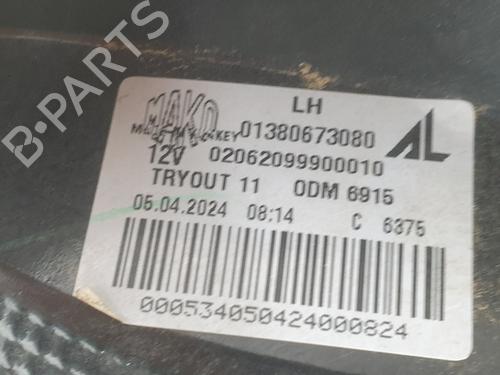 B-PARTS
LH
MAKO
01380673080
AL
12V 02062099900010
TRYOUT 11 ODM 6915
05.04.2024 08:14 C 6375
000534050424000824